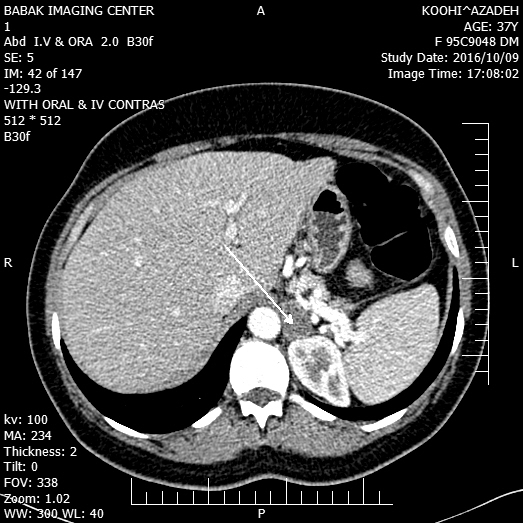 BABAK IMAGING CENTER
1
Abd I.V & ORA 2.0 B30f
SE: 5
IM: 42 of 147
-129.3
WITH ORAL & IV CONTRAS
512 * 512
B30f
A
KOOHI^AZADEH
AGE: 37Y
F 95C9048 DM
Study Date: 2016/10/09
Image Time: 17:08:02
R
L
kv: 100
MA: 234
Thickness: 2
Tilt: 0
FOV: 338
Zoom: 1.02
WW: 300 WL: 40
P